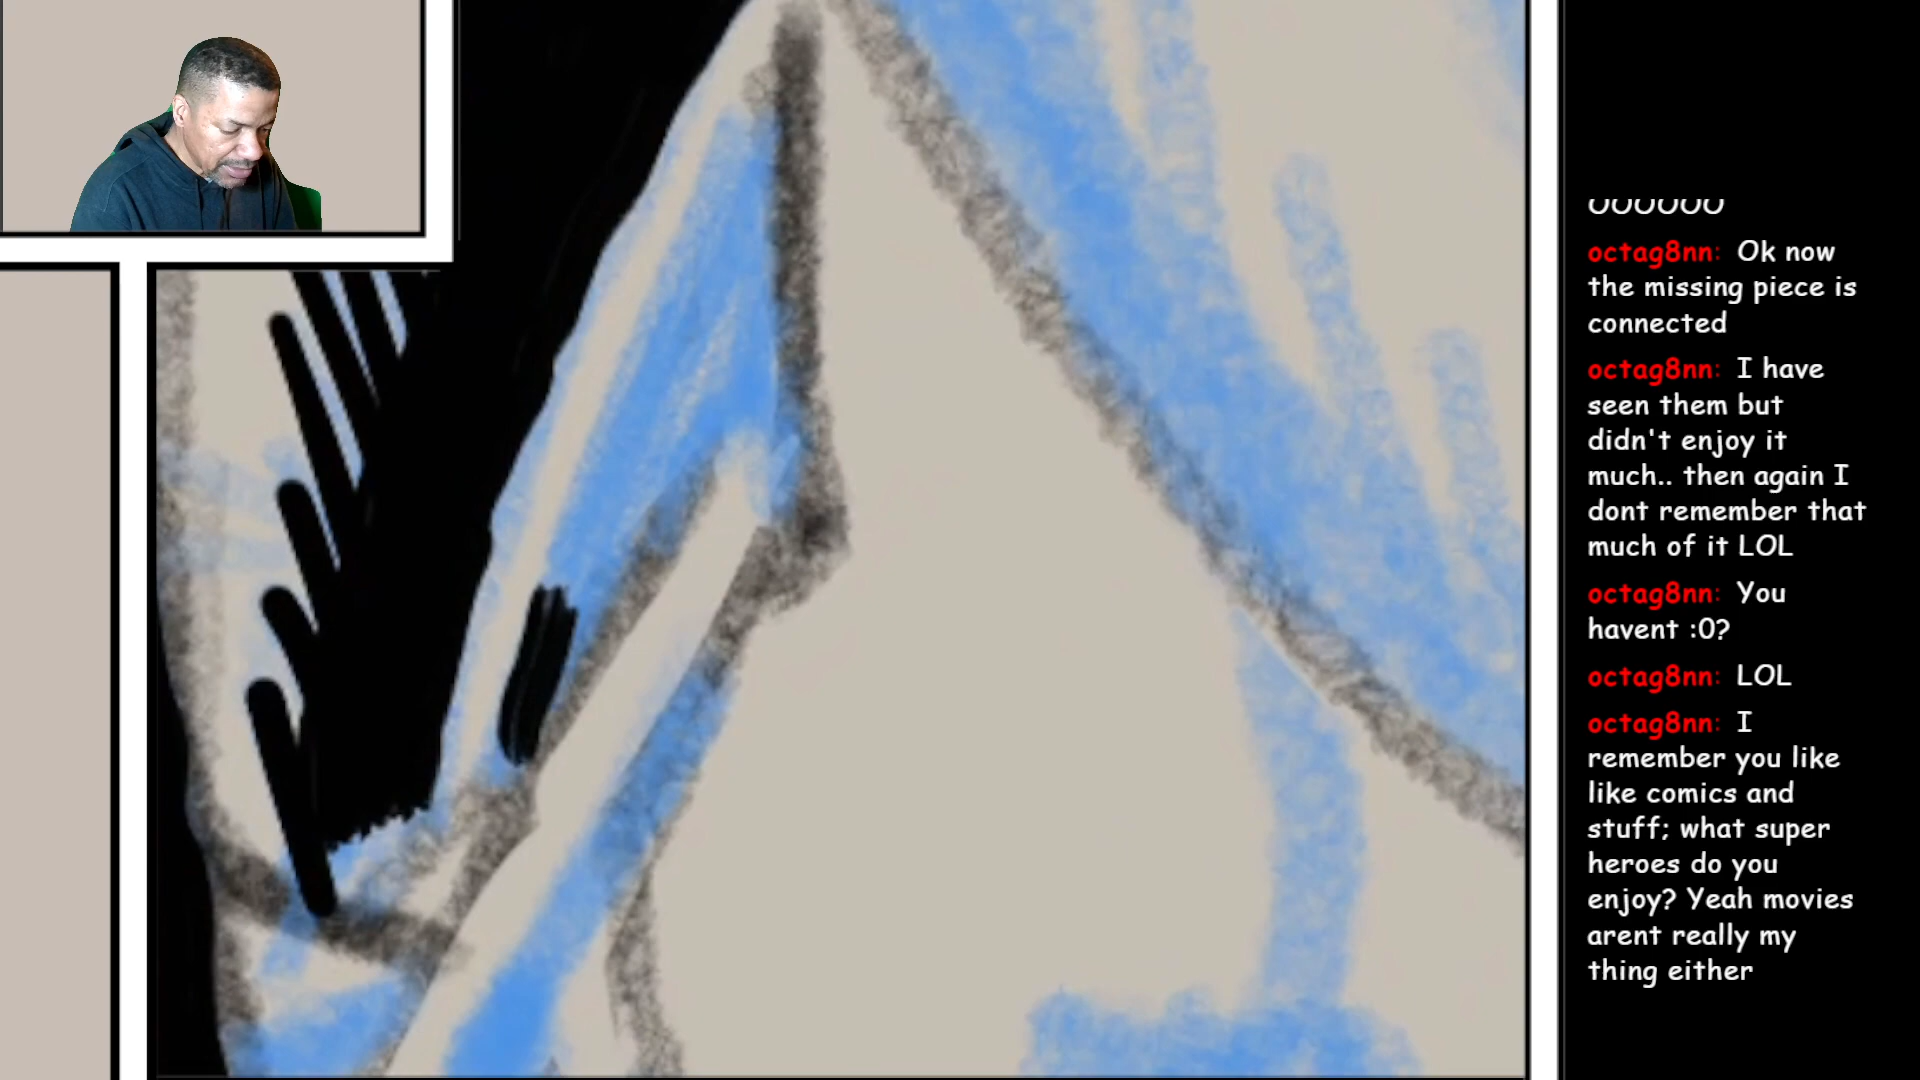 octag8nn: Ok now
the missing piece is
connected
octag8nn: I have
seen them but
didn't enjoy it
much.. then again I
dont remember that
much of it LOL
octag8nn: You
havent :0?
octag8nn: LOL
octag8nn: I
remember you like
like comics and
stuff; what super
heroes do you
enjoy? Yeah movies
arent really my
thing either